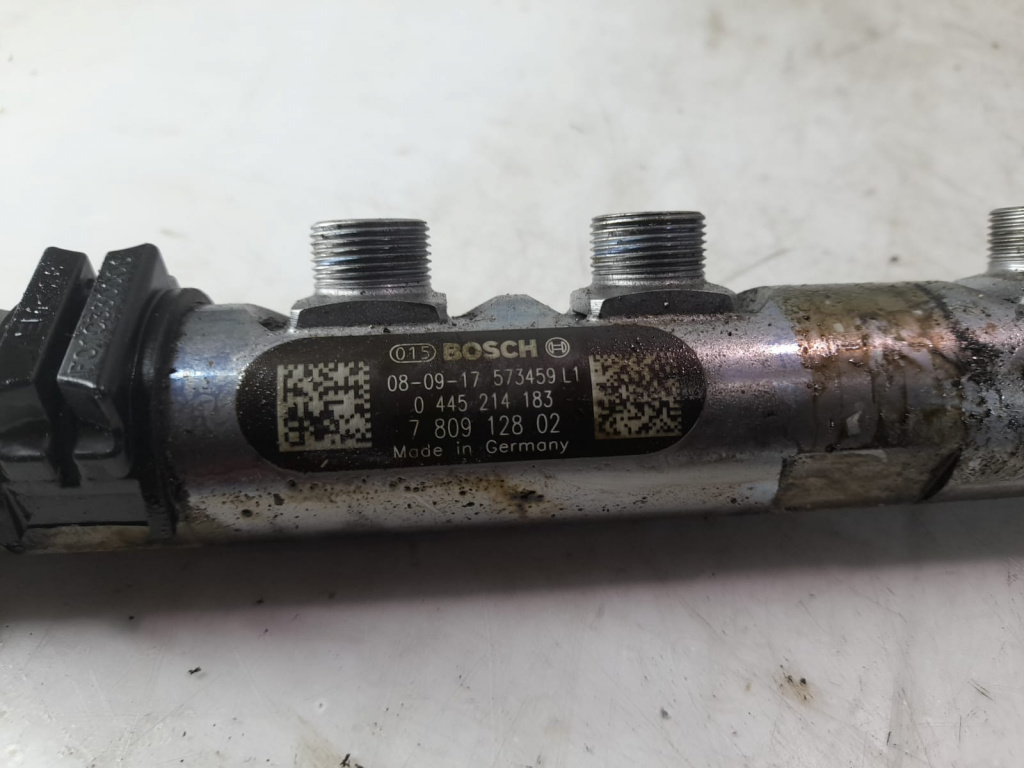 015 BOSCH
08-09-17 573459 L1
0 445 214 183
7 809 128 02
Made in Germany